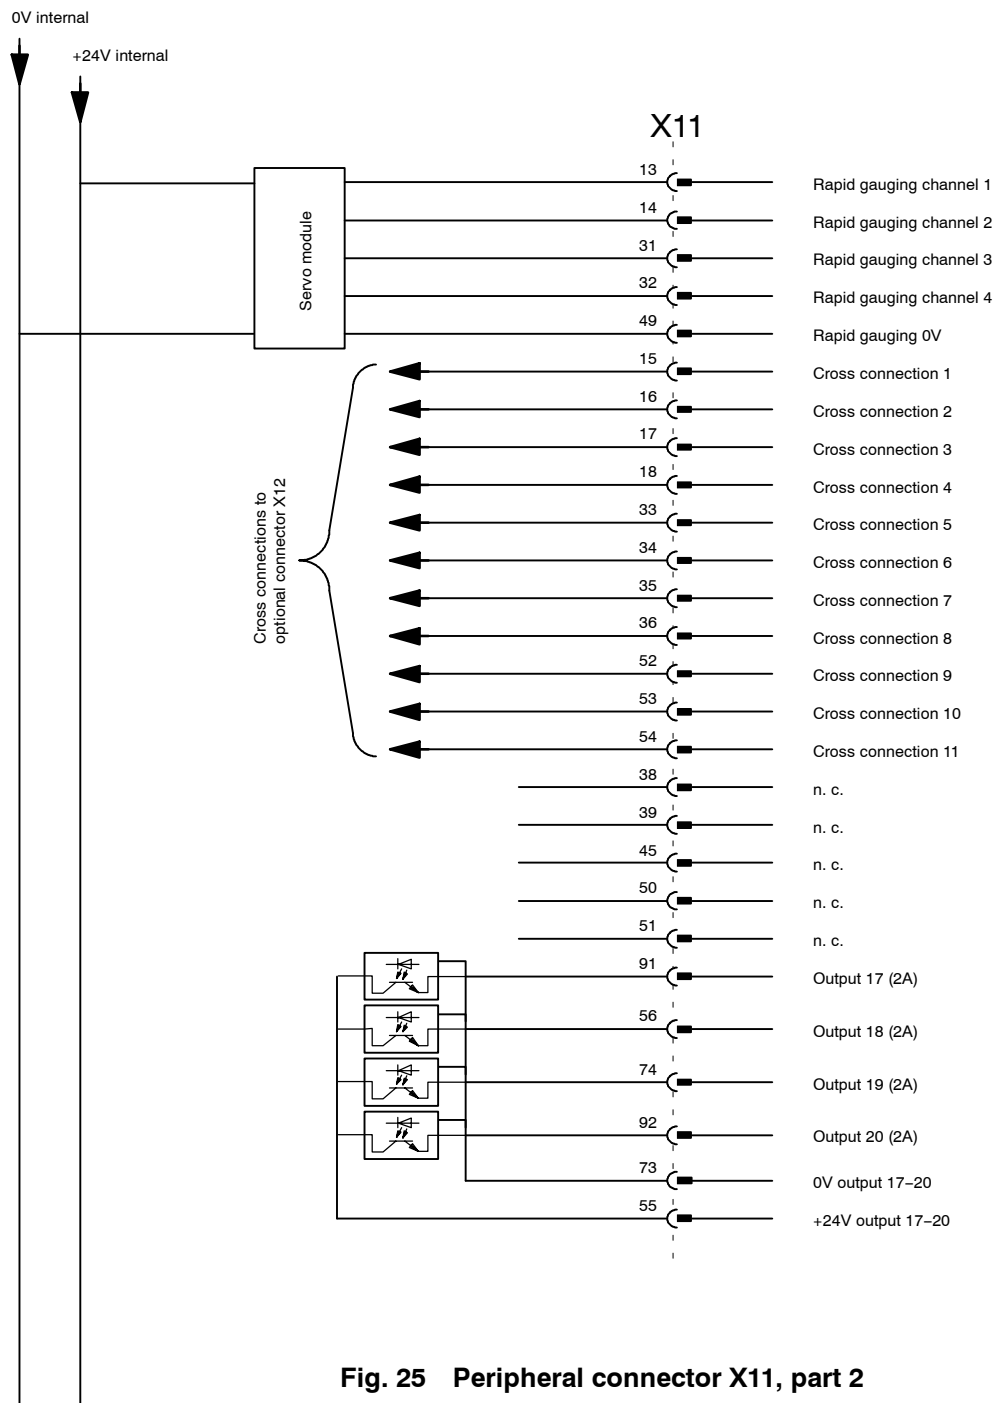 0V internal
+24V internal
X11
Servo module
13 Rapid gauging channel 1
14 Rapid gauging channel 2
31 Rapid gauging channel 3
32 Rapid gauging channel 4
49 Rapid gauging 0V
Cross connections to
optional connector X12
15 Cross connection 1
16 Cross connection 2
17 Cross connection 3
18 Cross connection 4
33 Cross connection 5
34 Cross connection 6
35 Cross connection 7
36 Cross connection 8
52 Cross connection 9
53 Cross connection 10
54 Cross connection 11
38 n. c.
39 n. c.
45 n. c.
50 n. c.
51 n. c.
91 Output 17 (2A)
56 Output 18 (2A)
74 Output 19 (2A)
92 Output 20 (2A)
73 0V output 17–20
55 +24V output 17–20
Fig. 25 Peripheral connector X11, part 2